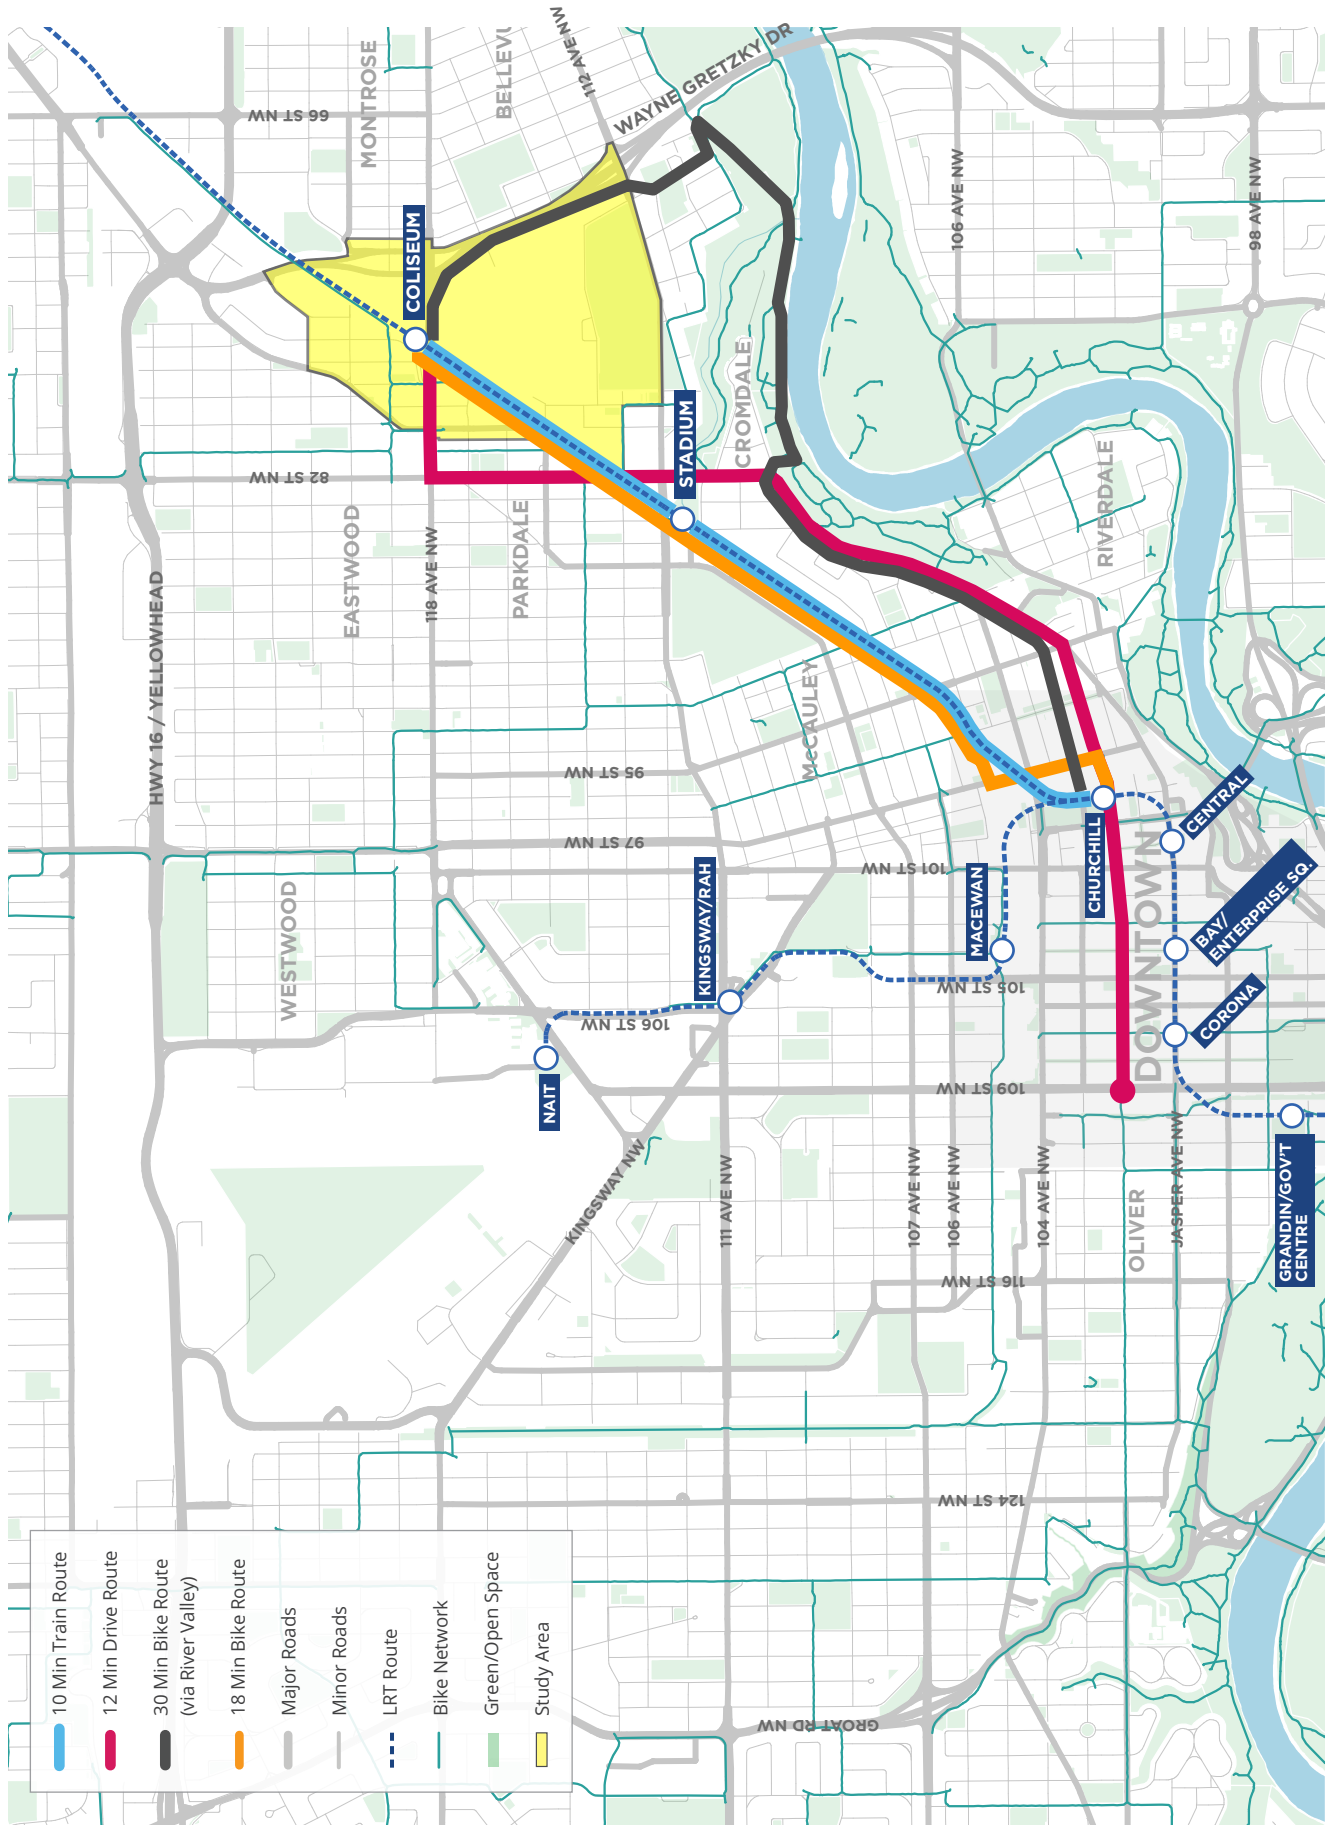 10 Min Train Route
12 Min Drive Route
30 Min Bike Route
(via River Valley)
18 Min Bike Route
Major Roads
Minor Roads
LRT Route
Bike Network
Green/Open Space
Study Area
HWY 16 / YELLOWHEAD
66 ST NW
MONTROSE
BELLEVU
112 AVE NW
WAYNE GRETZKY DR
COLISEUM
82 ST NW
EASTWOOD
118 AVE NW
PARKDALE
STADIUM
CROMDALE
106 AVE NW
98 AVE NW
RIVERDALE
McCAULEY
95 ST NW
97 ST NW
101 ST NW
WESTWOOD
KINGSWAY/RAH
106 ST NW
NAIT
MACEWAN
105 ST NW
CHURCHILL
DOWNTOWN
CENTRAL
BAY/
ENTERPRISE SQ.
CORONA
109 ST NW
GRANDIN/GOV'T
CENTRE
KINGSWAY NW
111 AVE NW
107 AVE NW
106 AVE NW
104 AVE NW
JASPER AVE NW
OLIVER
116 ST NW
124 ST NW
GROAT RD NW